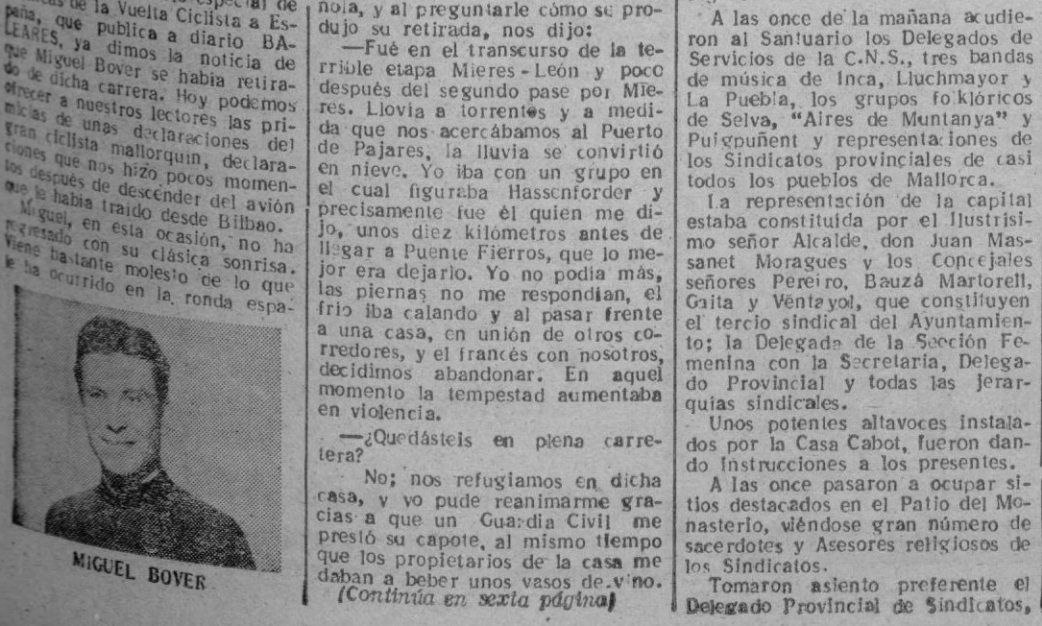 de la Vuelta Ciclista a Es-
paña, que publica a diario BA-
LEARES, ya dimos la noticia de
que Miguel Bover se había retira-
do de dicha carrera. Hoy podemos
ofrecer a nuestros lectores las pri-
micias de unas declaraciones del
gran ciclista mallorquín, declara-
ciones que nos hizo pocos momen-
tos después de descender del avión
que le había traído desde Bilbao.
Miguel, en esta ocasión, no ha
regresado con su clásica sonrisa.
Viene bastante molesto de lo que
le ha ocurrido en la ronda espa-
MIGUEL BOVER
ñola, y al preguntarle cómo se pro-
dujo su retirada, nos dijo:
—Fué en el transcurso de la te-
rrible etapa Mieres-León y poco
después del segundo pase por Mie-
res. Llovía a torrentes y a medi-
da que nos acercábamos al Puerto
de Pajares, la lluvia se convirtió
en nieve. Yo iba con un grupo en
el cual figuraba Hassenforder y
precisamente fue él quien me di-
jo, unos diez kilómetros antes de
llegar a Puente Fierros, que lo me-
jor era dejarlo. Yo no podía más,
las piernas no me respondían, el
frío iba calando y al pasar frente
a una casa, en unión de otros co-
rredores, y el francés con nosotros,
decidimos abandonar. En aquel
momento la tempestad aumentaba
en violencia.
—¿Quedásteis en plena carre-
tera?
No; nos refugiamos en dicha
casa, y yo pude reanimarme gra-
cias a que un Guardia Civil me
prestó su capote, al mismo tiempo
que los propietarios de la casa me
daban a beber unos vasos de vino.
(Continúa en sexta página)
A las once de la mañana acudie-
ron al Santuario los Delegados de
Servicios de la C.N.S., tres bandas
de música de Inca, Lluchmayor y
La Puebla, los grupos folklóricos
de Selva, "Aires de Muntanya" y
Puigpuñent y representaciones de
los Sindicatos provinciales de casi
todos los pueblos de Mallorca.
La representación de la capital
estaba constituída por el Ilustrísi-
mo señor Alcalde, don Juan Mas-
sanet Moragues y los Concejales
señores Pereiro, Bauzá Martorell,
Gaita y Ventayol, que constituyen
el tercio sindical del Ayuntamien-
to; la Delegada de la Sección Fe-
menina con la Secretaria, Delega-
do Provincial y todas las Jerar-
quías sindicales.
Unos potentes altavoces instala-
dos por la Casa Cabot, fueron dan-
do instrucciones a los presentes.
A las once pasaron a ocupar si-
tios destacados en el Patio del Mo-
nasterio, viéndose gran número de
sacerdotes y Asesores religiosos de
los Sindicatos.
Tomaron asiento preferente el
Delegado Provincial de Sindicatos,